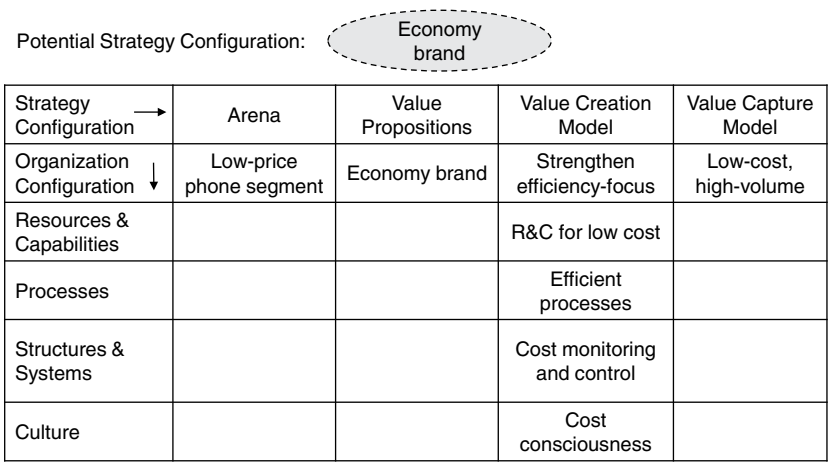 Potential Strategy Configuration:
Economy
brand
Strategy
Configuration
Arena
Value
Propositions
Value Creation
Model
Value Capture
Model
Organization
Configuration
Low-price
phone segment
Economy brand
Strengthen
efficiency-focus
Low-cost,
high-volume
Resources &
Capabilities
R&C for low cost
Processes
Efficient
processes
Structures &
Systems
Cost monitoring
and control
Culture
Cost
consciousness